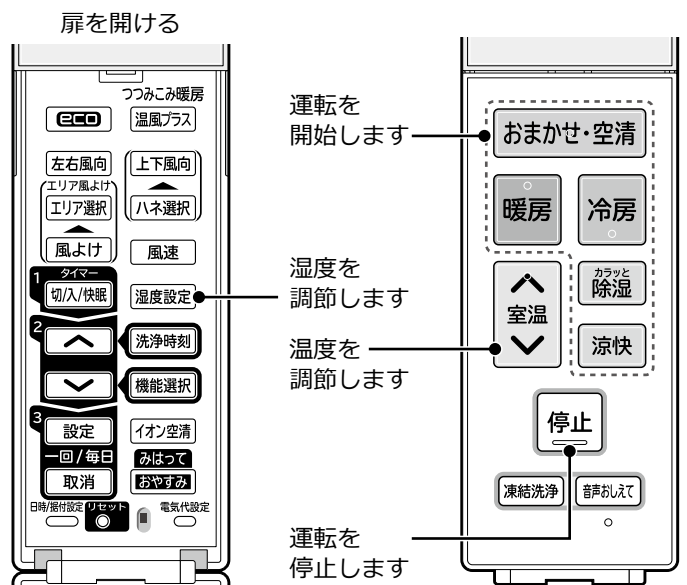 扉を開ける
つつみこみ暖房
eco
温風プラス
左右風向
上下風向
エリア風よけ
エリア選択
ハネ選択
風よけ
風速
1
タイマー
切/入/快眠
湿度設定
2
洗浄時刻
機能選択
3
設定
イオン空清
一回/毎日
みはって
取消
おやすみ
日時/据付設定
リセット
電気代設定
運転を
開始します
湿度を
調節します
温度を
調節します
運転を
停止します
おまかせ・空清
暖房
冷房
室温
カラッと
除湿
涼快
停止
凍結洗浄
音声おしえて